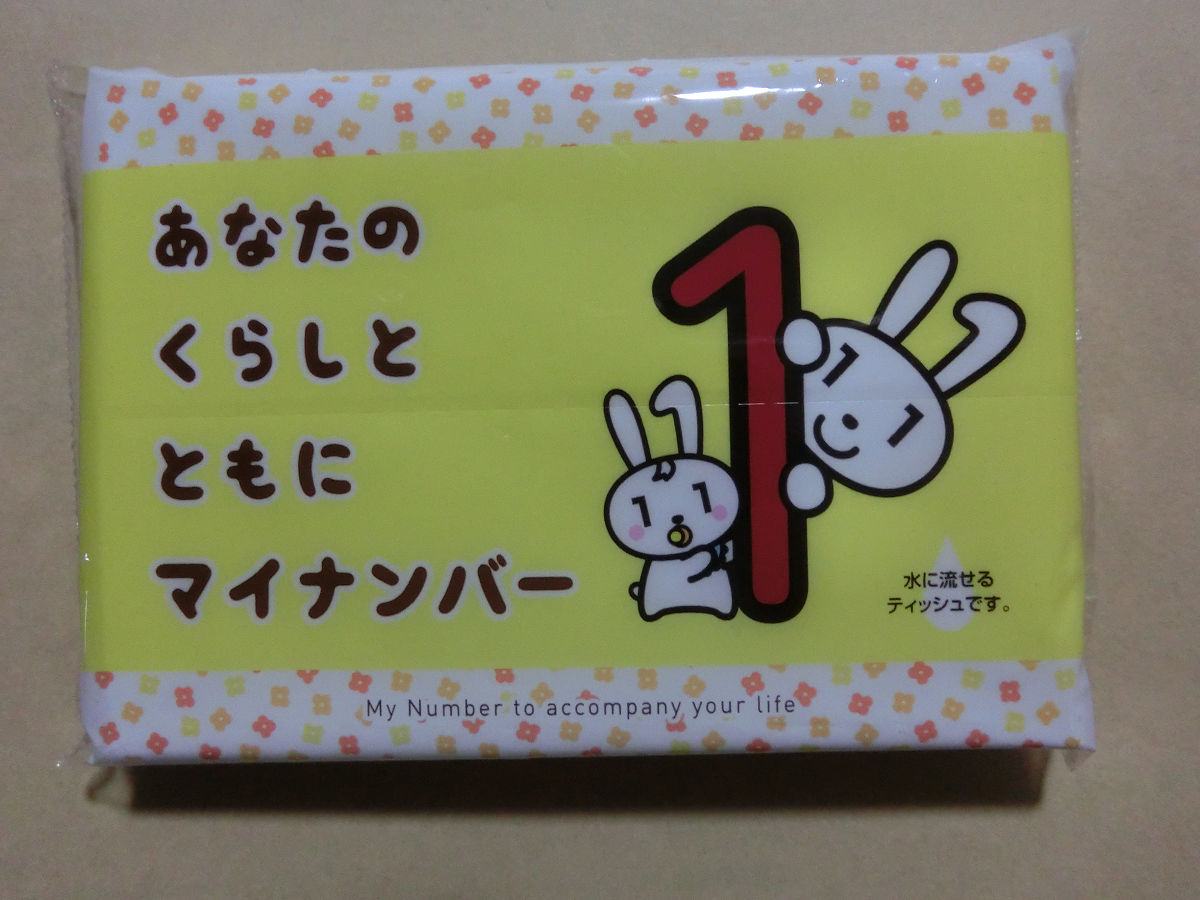 あなたの
くらしと
ともに
マイナンバー
水に流せる
ティッシュです。
My Number to accompany your life